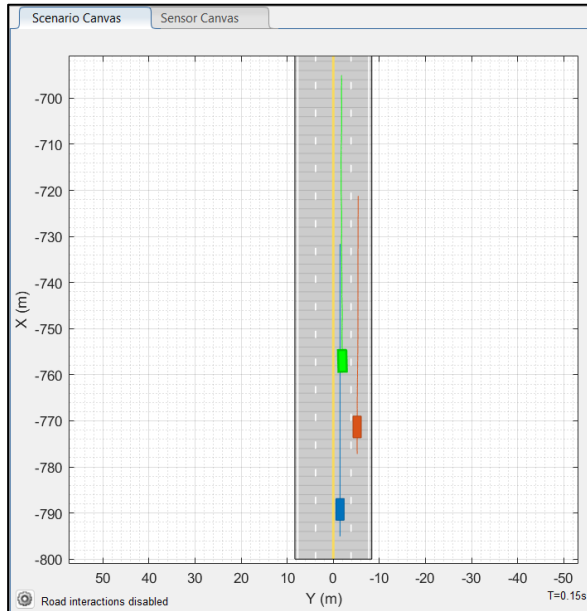 Scenario Canvas
Sensor Canvas
-700
-710
-720
-730
-740
-750
-760
-770
-780
-790
-800
X (m)
50 40 30 20 10 0 -10 -20 -30 -40 -50
Y (m)
Road interactions disabled
T=0.15s